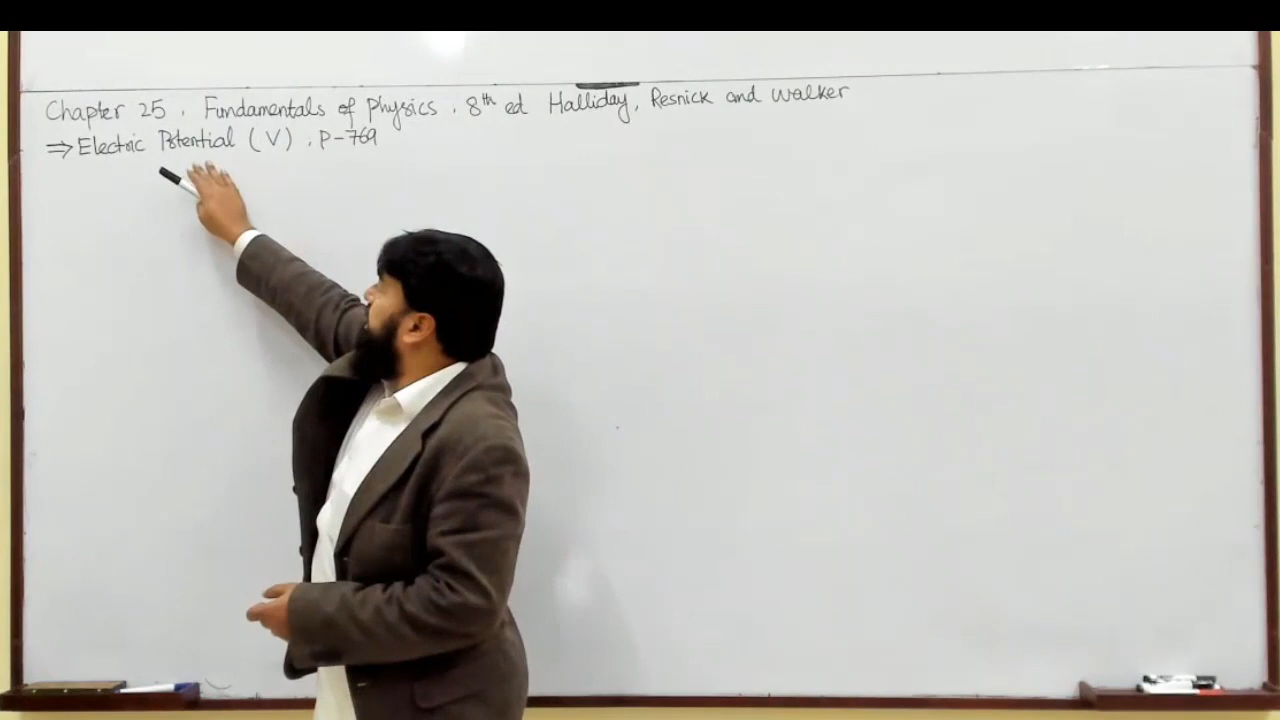 Chapter 25, Fundamentals of Physics, 8th ed Halliday, Resnick and Walker
⇒ Electric Potential (V), P-769